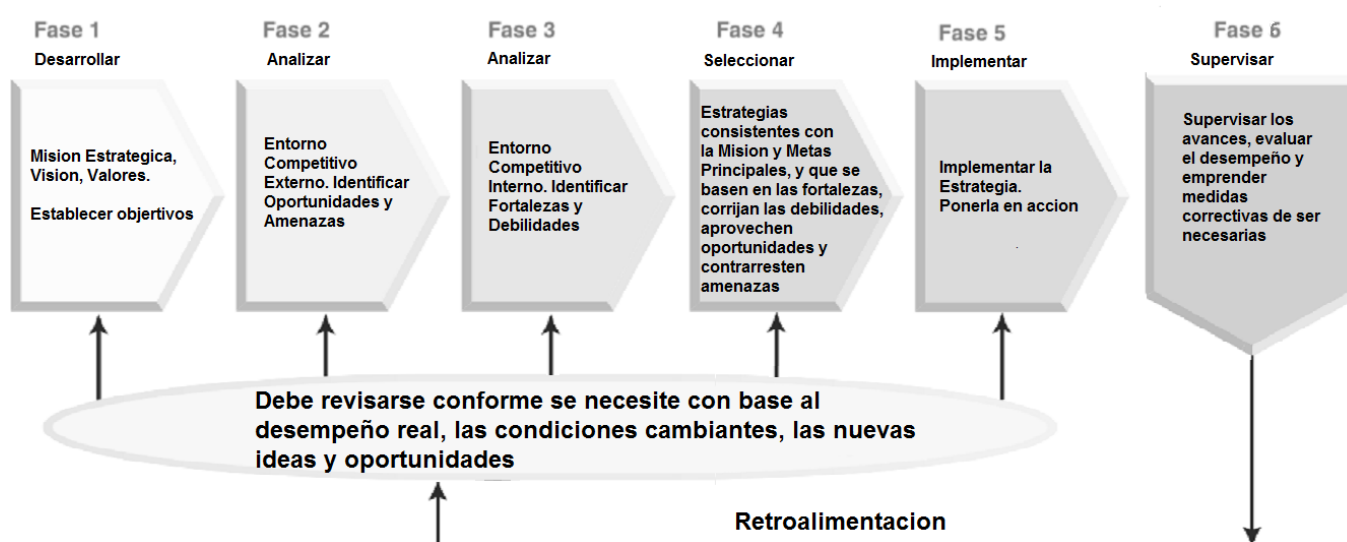 Fase 1
Desarrollar
Mision Estrategica,
Vision, Valores.
Establecer objertivos
Fase 2
Analizar
Entorno
Competitivo
Externo. Identificar
Oportunidades y
Amenazas
Fase 3
Analizar
Entorno
Competitivo
Interno. Identificar
Fortalezas y
Debilidades
Fase 4
Seleccionar
Estrategias
consistentes con
la Mision y Metas
Principales, y que se
basen en las fortalezas,
corrijan las debilidades,
aprovechen
oportunidades y
contrarresten
amenazas
Fase 5
Implementar
Implementar la
Estrategia.
Ponerla en accion
Fase 6
Supervisar
Supervisar los
avances, evaluar
el desempeño y
emprender
medidas
correctivas de ser
necesarias
Debe revisarse conforme se necesite con base al
desempeño real, las condiciones cambiantes, las nuevas
ideas y oportunidades
Retroalimentacion